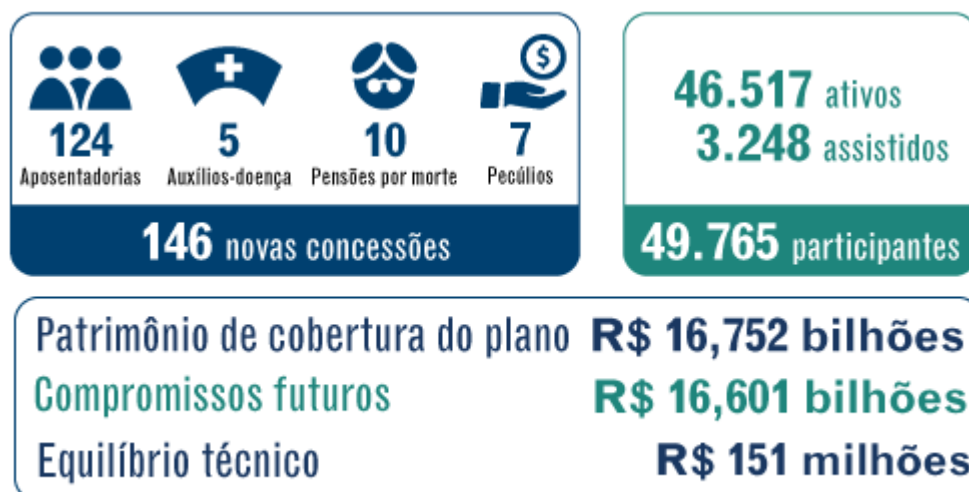 $
124 5 10 7
Aposentadorias Auxílios-doença Pensões por morte Pecúlios
146 novas concessões
46.517 ativos
3.248 assistidos
49.765 participantes
Patrimônio de cobertura do plano R$ 16,752 bilhões
Compromissos futuros R$ 16,601 bilhões
Equilíbrio técnico R$ 151 milhões